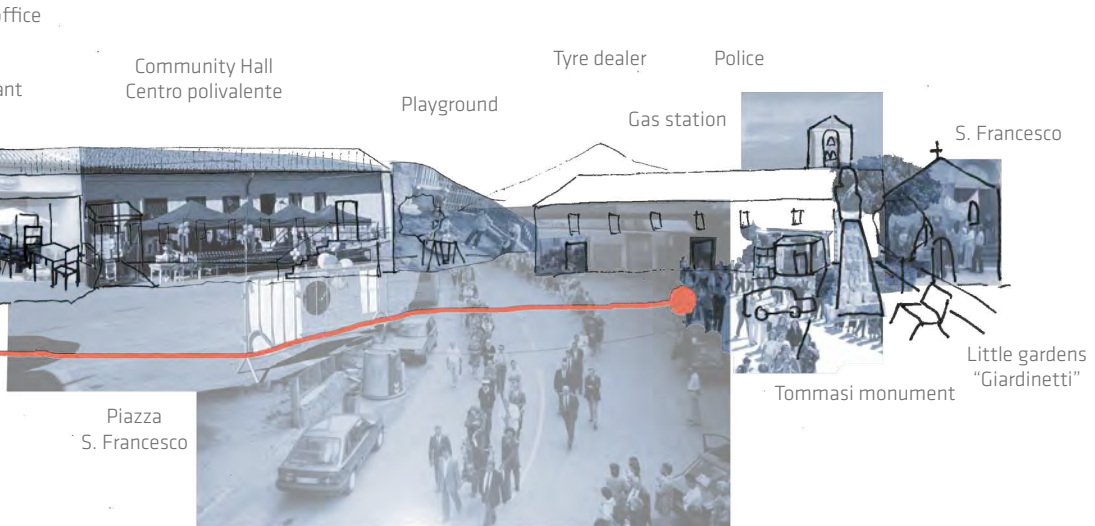 office
ant
Community Hall
Centro polivalente
Playground
Tyre dealer
Police
Gas station
S. Francesco
Piazza
S. Francesco
Tommasi monument
Little gardens
“Giardinetti”